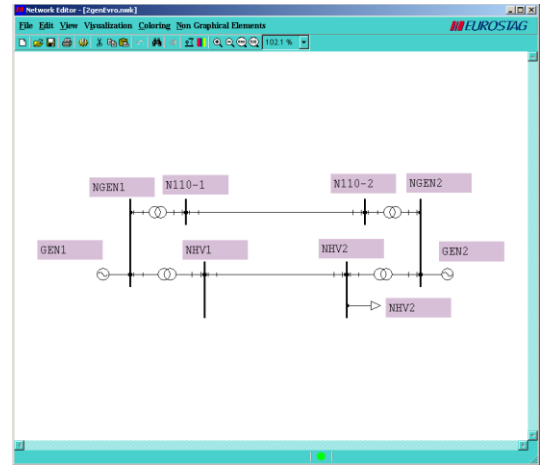 Network Editor - [2genEvro.nwk]
File Edit View Visualization Coloring Non Graphical Elements
EUROSTAG
102.1 %
NGEN1 N110-1 N110-2 NGEN2
GEN1 NHV1 NHV2 GEN2
NHV2